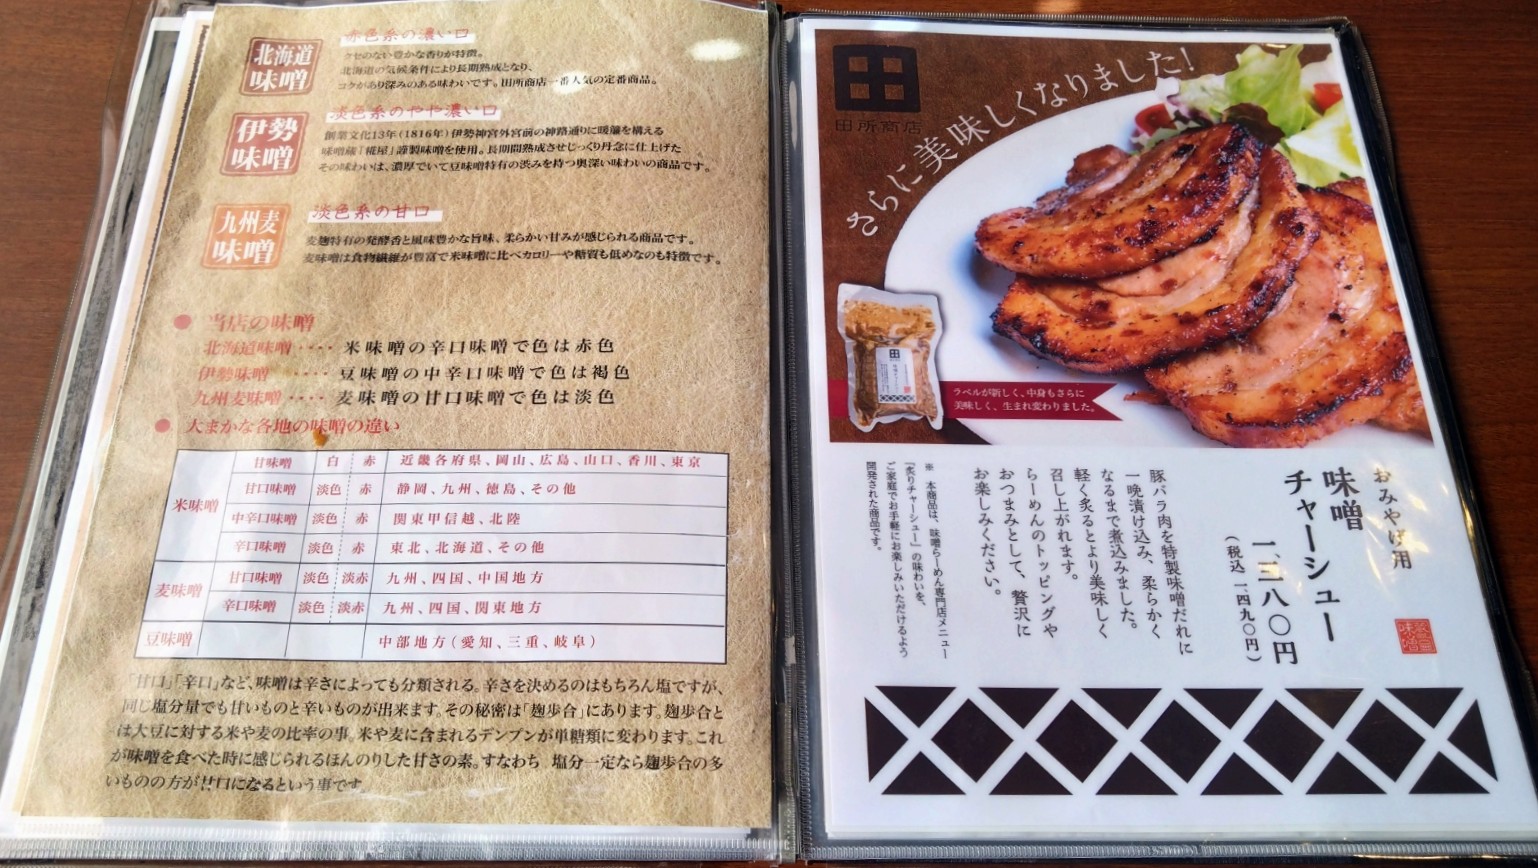 北海道
味噌
赤色系の濃い口
クセのない豊かな香りが特徴。
北海道の気候条件により長期熟成となり、
コクがあり深みのある味わいです。田所商店一番人気の定番商品。
伊勢
味噌
淡色系のやや濃い口
創業文化13年(1816年)伊勢神宮外宮前の神路通りに暖簾を構える
味噌蔵「糀屋」謹製味噌を使用。長期間熟成させじっくり丹念に仕上げた
その味わいは、濃厚でいて豆味噌特有の渋みを持つ奥深い味わいの商品です。
九州麦
味噌
淡色系の甘口
麦麹特有の発酵香と風味豊かな旨味、柔らかい甘みが感じられる商品です。
麦味噌は食物繊維が豊富で米味噌に比べカロリーや糖質も低めなのも特徴です。
● 当店の味噌
北海道味噌‥‥米味噌の辛口味噌で色は赤色
伊勢味噌‥‥豆味噌の中辛口味噌で色は褐色
九州麦味噌‥‥麦味噌の甘口味噌で色は淡色
● 大まかな各地の味噌の違い
米味噌
甘味噌 白 赤 近畿各府県、岡山、広島、山口、香川、東京
甘口味噌 淡色 赤 静岡、九州、徳島、その他
中辛口味噌 淡色 赤 関東甲信越、北陸
辛口味噌 淡色 赤 東北、北海道、その他
麦味噌
甘口味噌 淡色 淡赤 九州、四国、中国地方
辛口味噌 淡色 淡赤 九州、四国、関東地方
豆味噌 中部地方(愛知、三重、岐阜)
「甘口」「辛口」など、味噌は辛さによっても分類される。辛さを決めるのはもちろん塩ですが、
同じ塩分量でも甘いものと辛いものが出来ます。その秘密は「麹歩合」にあります。麹歩合と
は大豆に対する米や麦の比率の事。米や麦に含まれるデンプンが単糖類に変わります。これ
が味噌を食べた時に感じられるほんのりした甘さの素。すなわち 塩分一定なら麹歩合の多
いものの方が甘口になるという事です
田所商店
さらに美味しくなりました!
ラベルが新しく、中身もさらに
美味しく、生まれ変わりました。
おみやげ用
味噌
チャーシュー
一、三八〇円
(税込 一、四九〇円)
豚バラ肉を特製味噌だれに
一晩漬け込み、柔らかく
なるまで煮込みました。
軽く炙るとより美味しく
召し上がれます。
らーめんのトッピングや
おつまみとして、贅沢に
お楽しみください。
※ 本商品は、味噌らーめん専門店メニュー
「炙りチャーシュー」の味わいを、
ご家庭でお手軽にお楽しみいただけるよう
開発された商品です。